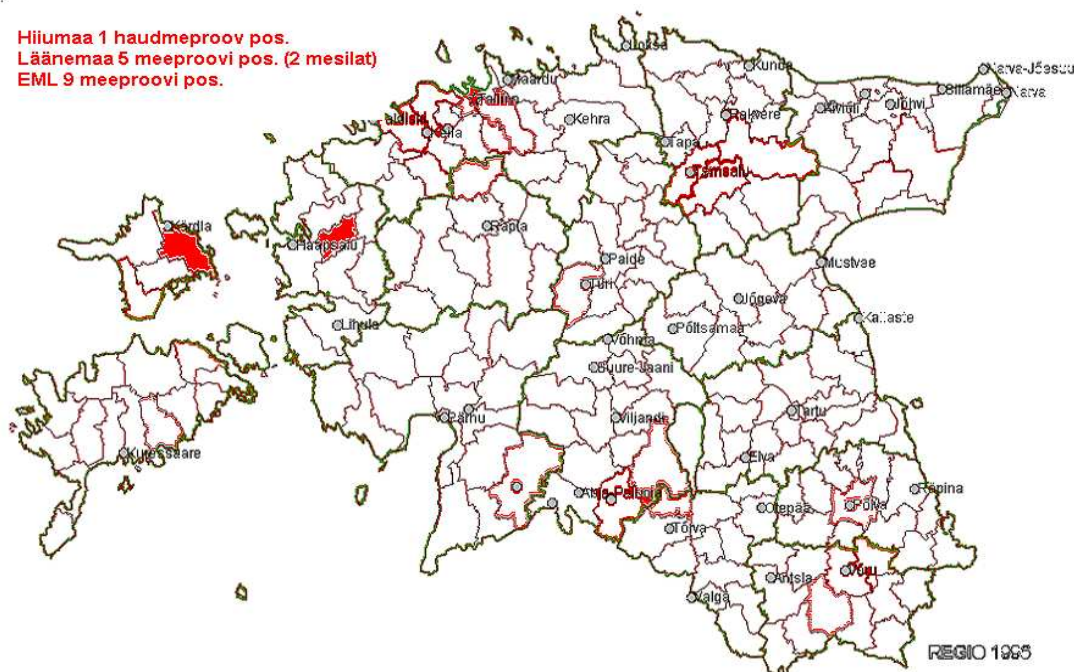 Hiiumaa 1 haudmeproov pos.
Läänemaa 5 meeproovi pos. (2 mesilat)
EML 9 meeproovi pos.
Loksa
Maardu
Kunda
Narva-Jõesuu
Sillamäe
Narva
Tallinn
Kehra
Rakvere
Jõhvi
Keila
Tapa
Tamsalu
Kärdla
Haapsalu
Rapla
Paide
Mustvee
Türi
Jõgeva
Kallaste
Lihula
Põltsamaa
Võhma
Suure-Jaani
Pärnu
Viljandi
Tartu
Kuressaare
Elva
Abja-Paluoja
Räpina
Otepää
Põlva
Tõrva
Antsla
Võru
Valga
REGIO 1995